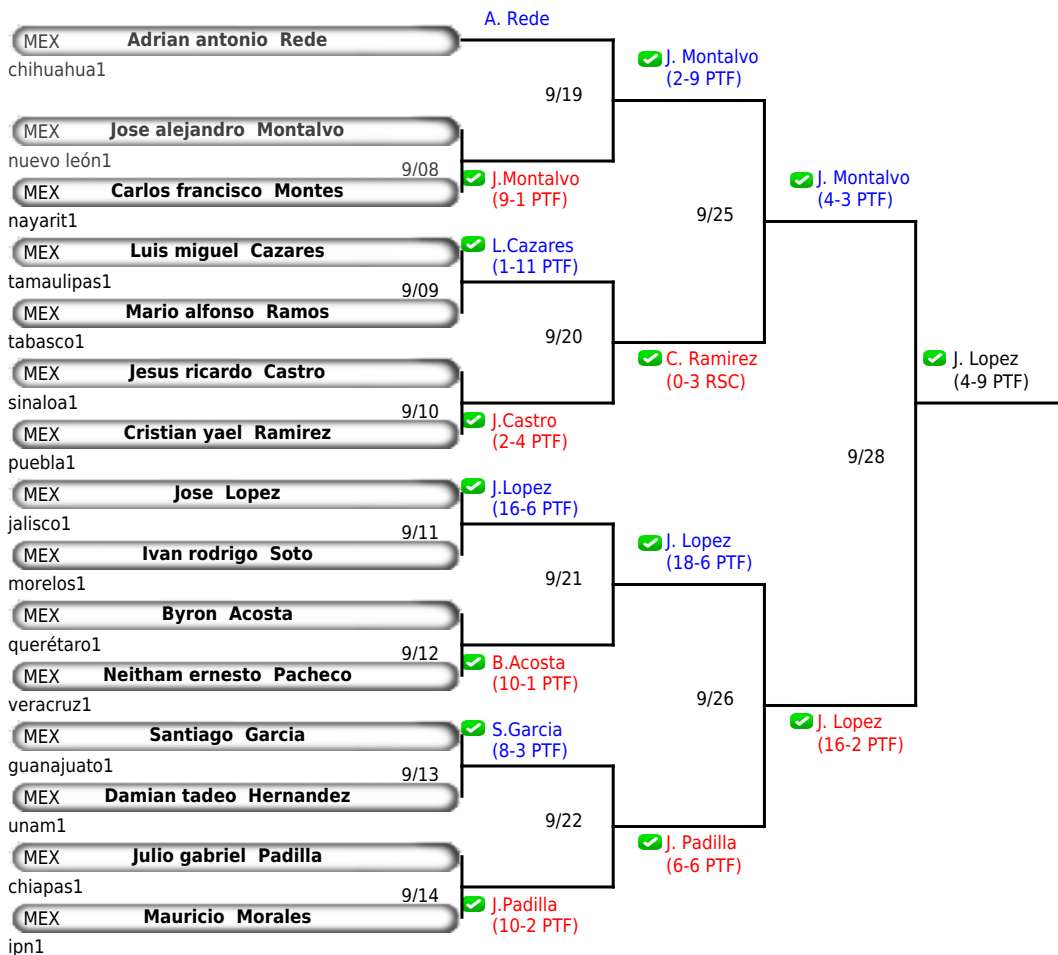 A. Rede
MEX Adrian antonio Rede
chihuahua1
J. Montalvo
(2-9 PTF)
9/19
MEX Jose alejandro Montalvo
nuevo león1
9/08
J.Montalvo
(9-1 PTF)
MEX Carlos francisco Montes
nayarit1
J. Montalvo
(4-3 PTF)
9/25
MEX Luis miguel Cazares
tamaulipas1
L.Cazares
(1-11 PTF)
9/09
MEX Mario alfonso Ramos
tabasco1
9/20
MEX Jesus ricardo Castro
sinaloa1
C. Ramirez
(0-3 RSC)
J. Lopez
(4-9 PTF)
9/10
J.Castro
(2-4 PTF)
MEX Cristian yael Ramirez
puebla1
9/28
MEX Jose Lopez
jalisco1
J.Lopez
(16-6 PTF)
9/11
MEX Ivan rodrigo Soto
morelos1
J. Lopez
(18-6 PTF)
9/21
MEX Byron Acosta
querétaro1
9/12
B.Acosta
(10-1 PTF)
MEX Neitham ernesto Pacheco
veracruz1
9/26
MEX Santiago Garcia
guanajuato1
S.Garcia
(8-3 PTF)
J. Lopez
(16-2 PTF)
9/13
MEX Damian tadeo Hernandez
unam1
9/22
MEX Julio gabriel Padilla
chiapas1
J. Padilla
(6-6 PTF)
9/14
J.Padilla
(10-2 PTF)
MEX Mauricio Morales
ipn1